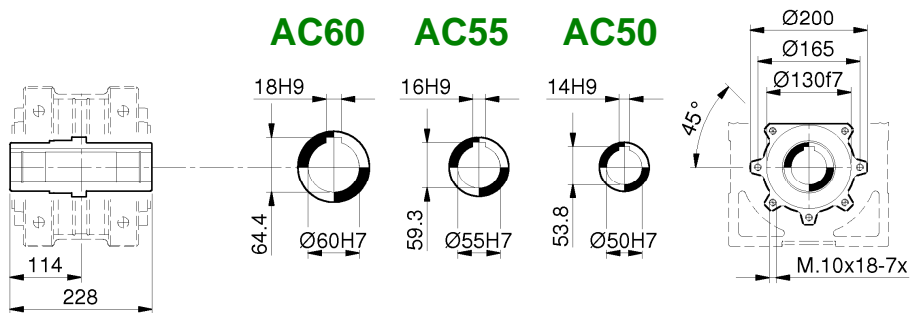 AC60 AC55 AC50
Ø200
Ø165
Ø130f7
18H9 16H9 14H9
45°
64.4 59.3 53.8
Ø60H7 Ø55H7 Ø50H7
114
M.10x18-7x
228